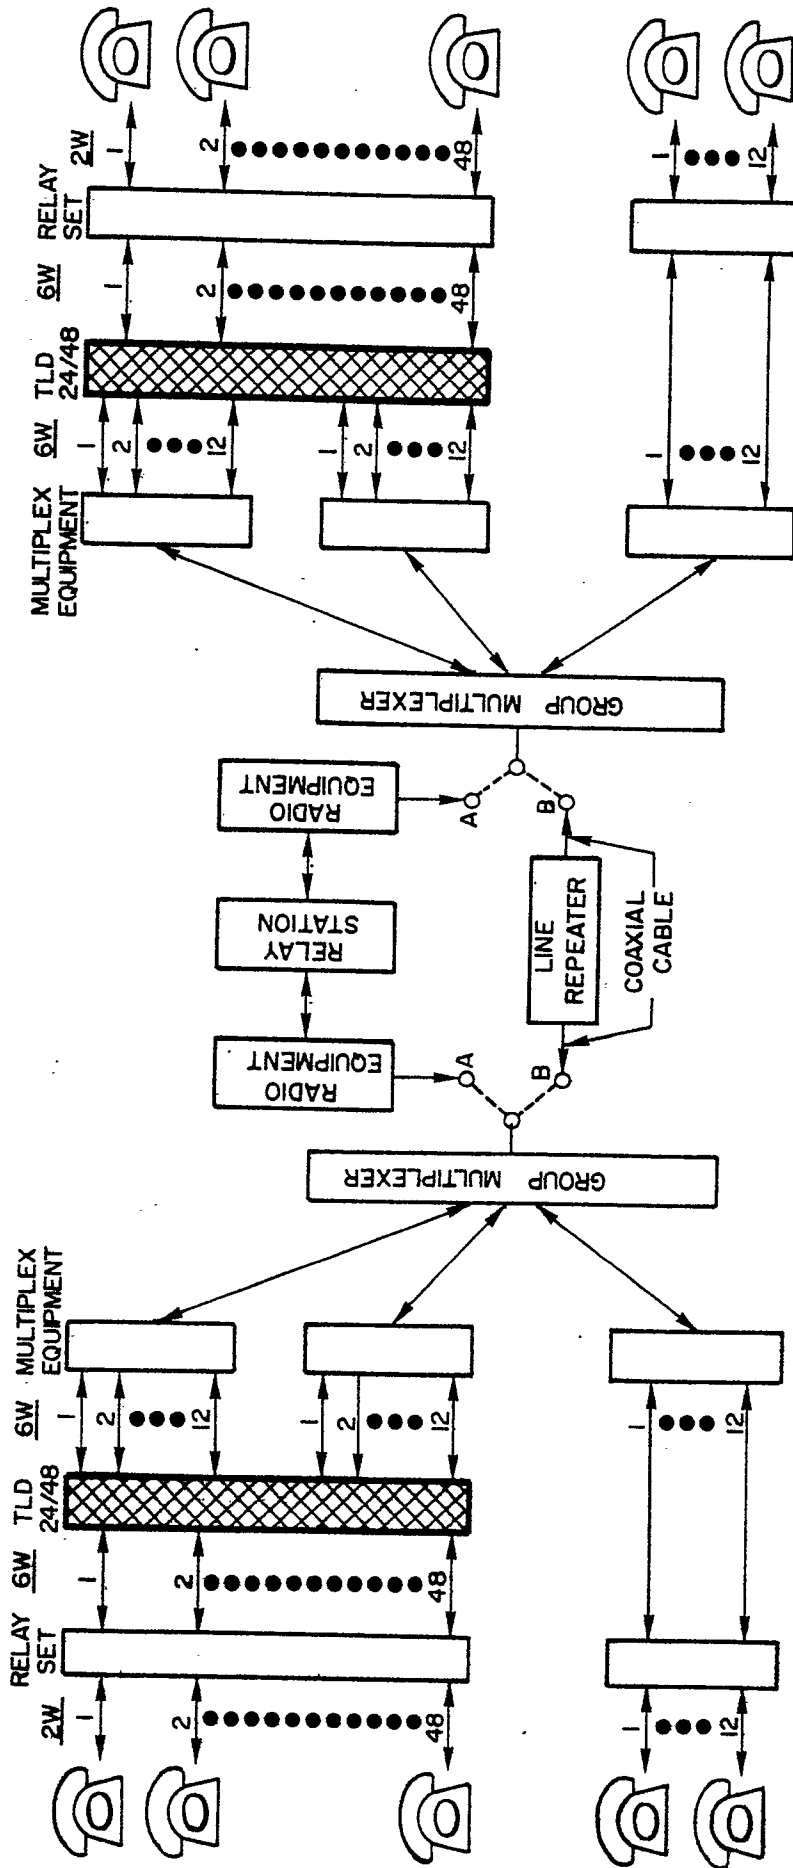 2W
1
2
48
RELAY
SET
6W
1
2
48
TLD
24/48
6W
1
2
12
1
2
12
MULTIPLEX
EQUIPMENT
1
12
1
12
GROUP MULTIPLEXER
RADIO
EQUIPMENT
A
B
RELAY
STATION
LINE
REPEATER
COAXIAL
CABLE
RADIO
EQUIPMENT
A
B
GROUP MULTIPLEXER
MULTIPLEX
EQUIPMENT
6W
1
2
12
1
2
12
TLD
24/48
6W
1
2
48
RELAY
SET
2W
1
2
48
1
12
1
12